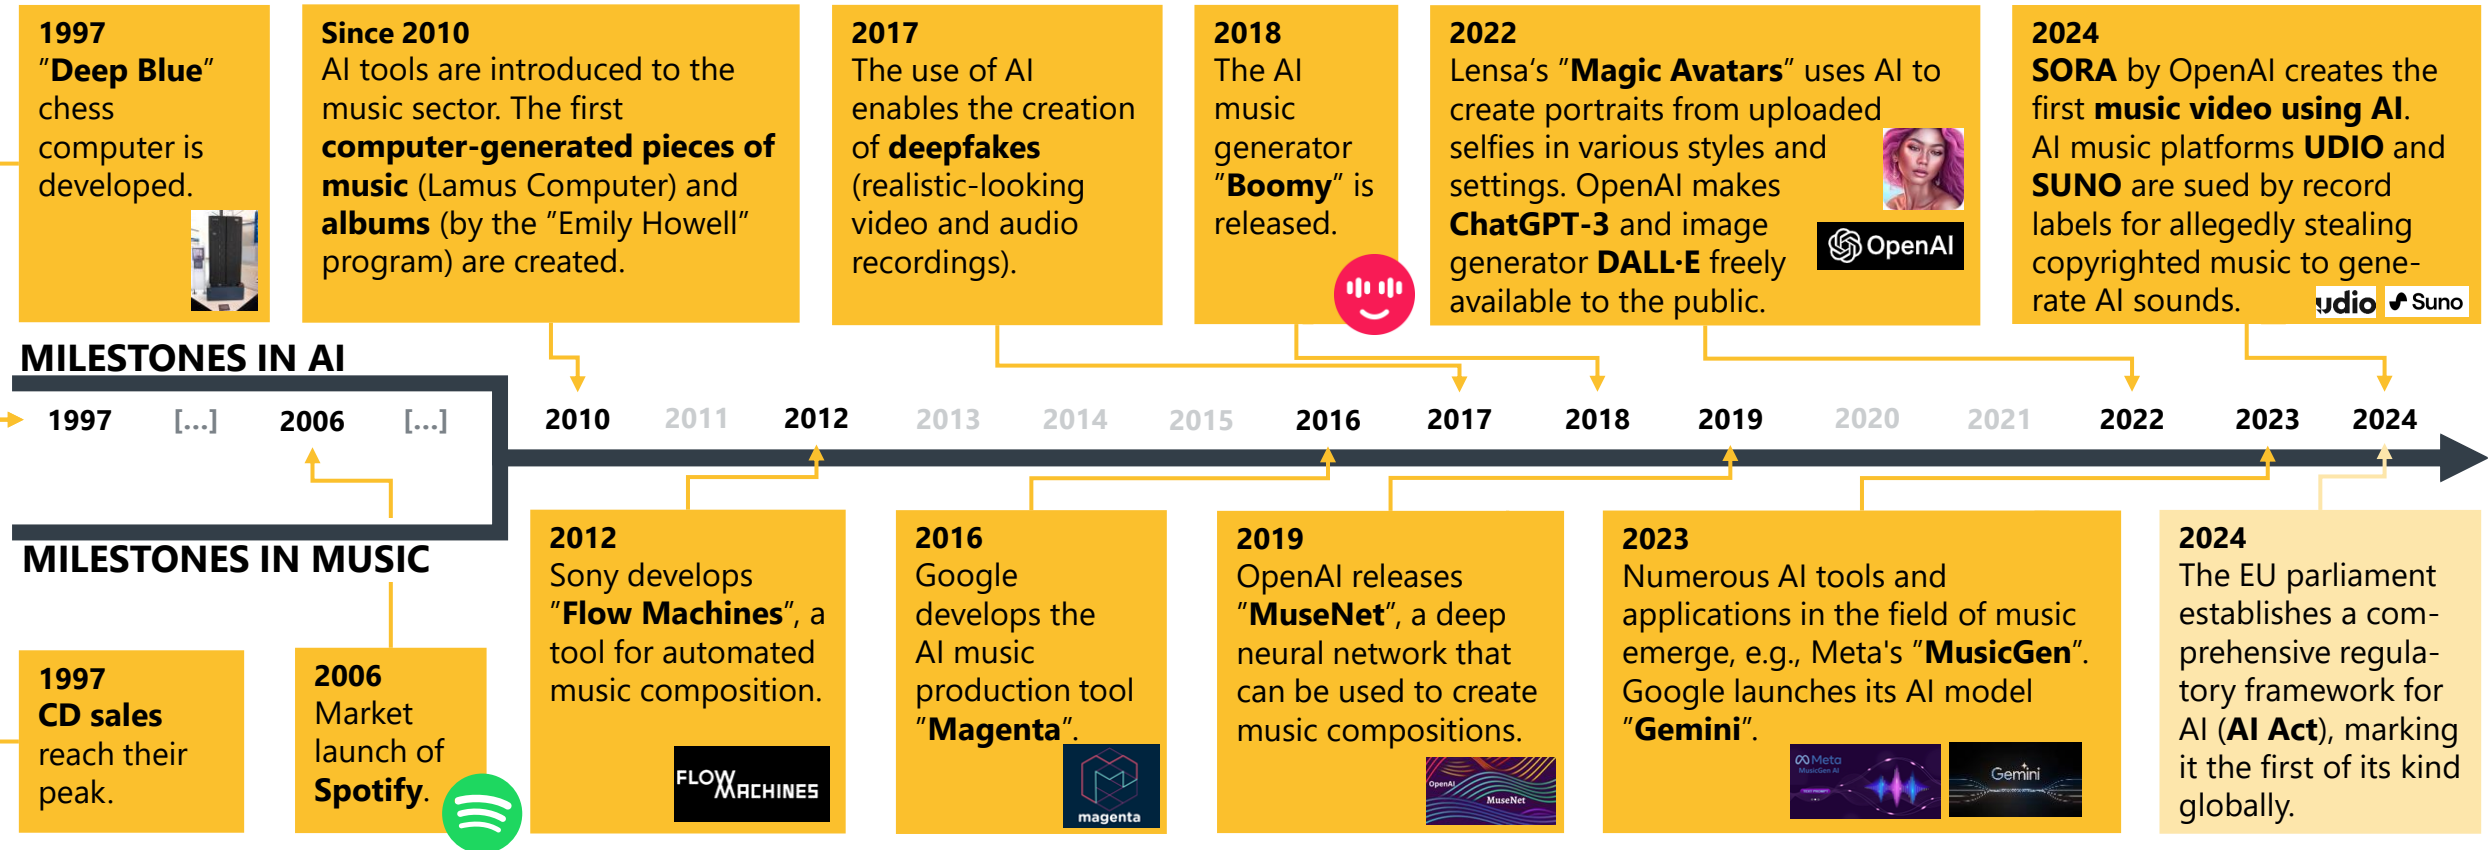 1997
"Deep Blue"
chess
computer is
developed.
Since 2010
AI tools are introduced to the
music sector. The first
computer-generated pieces of
music (Lamus Computer) and
albums (by the "Emily Howell"
program) are created.
2017
The use of AI
enables the creation
of deepfakes
(realistic-looking
video and audio
recordings).
2018
The AI
music
generator
"Boomy" is
released.
2022
Lensa's "Magic Avatars" uses AI to
create portraits from uploaded
selfies in various styles and
settings. OpenAI makes
ChatGPT-3 and image
generator DALL·E freely
available to the public.
OpenAI
2024
SORA by OpenAI creates the
first music video using AI.
AI music platforms UDIO and
SUNO are sued by record
labels for allegedly stealing
copyrighted music to gene-
rate AI sounds.
udio Suno
MILESTONES IN AI
1997 [...] 2006 [...] 2010 2011 2012 2013 2014 2015 2016 2017 2018 2019 2020 2021 2022 2023 2024
MILESTONES IN MUSIC
1997
CD sales
reach their
peak.
2006
Market
launch of
Spotify.
2012
Sony develops
"Flow Machines", a
tool for automated
music composition.
FLOW
MACHINES
2016
Google
develops the
AI music
production tool
"Magenta".
magenta
2019
OpenAI releases
"MuseNet", a deep
neural network that
can be used to create
music compositions.
OpenAI
MuseNet
2023
Numerous AI tools and
applications in the field of music
emerge, e.g., Meta's "MusicGen".
Google launches its AI model
"Gemini".
Meta
MusicGen AI
Gemini
2024
The EU parliament
establishes a com-
prehensive regula-
tory framework for
AI (AI Act), marking
it the first of its kind
globally.